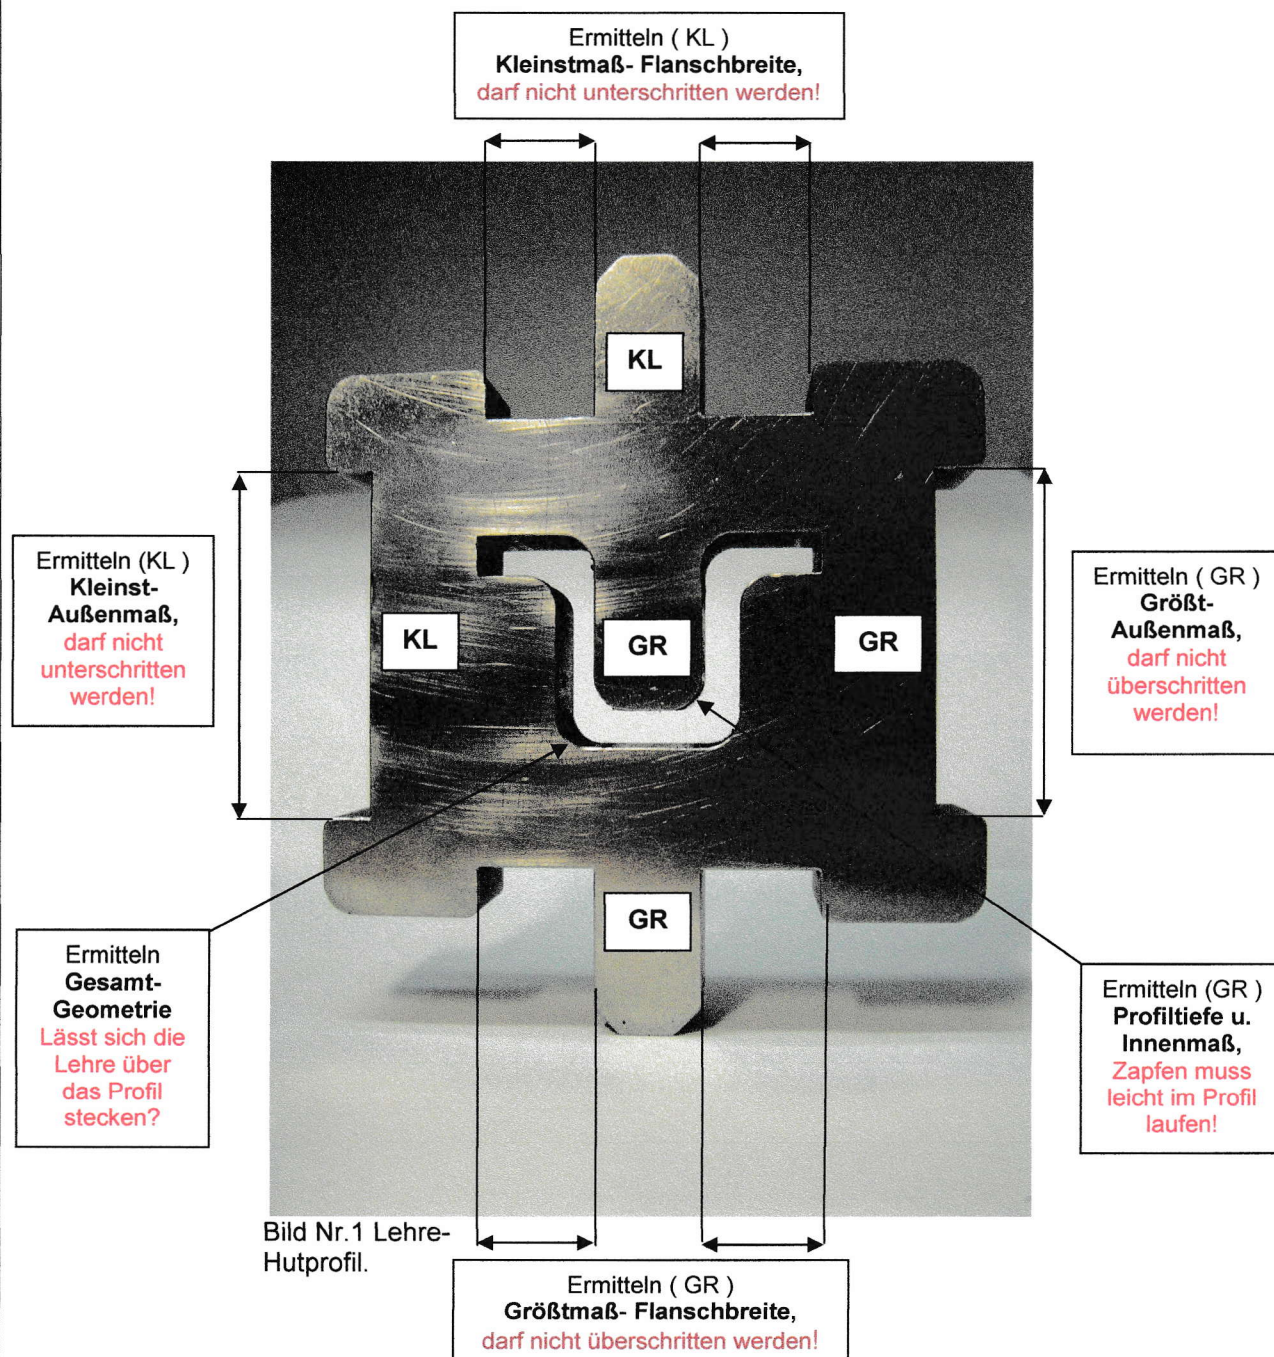 Ermitteln ( KL )
Kleinstmaß- Flanschbreite,
darf nicht unterschritten werden!
KL
Ermitteln (KL )
Kleinst-
Außenmaß,
darf nicht
unterschritten
werden!
KL
GR
GR
Ermitteln ( GR )
Größt-
Außenmaß,
darf nicht
überschritten
werden!
GR
Ermitteln
Gesamt-
Geometrie
Lässt sich die
Lehre über
das Profil
stecken?
Ermitteln (GR )
Profiltiefe u.
Innenmaß,
Zapfen muss
leicht im Profil
laufen!
Bild Nr.1 Lehre-
Hutprofil.
Ermitteln ( GR )
Größtmaß- Flanschbreite,
darf nicht überschritten werden!